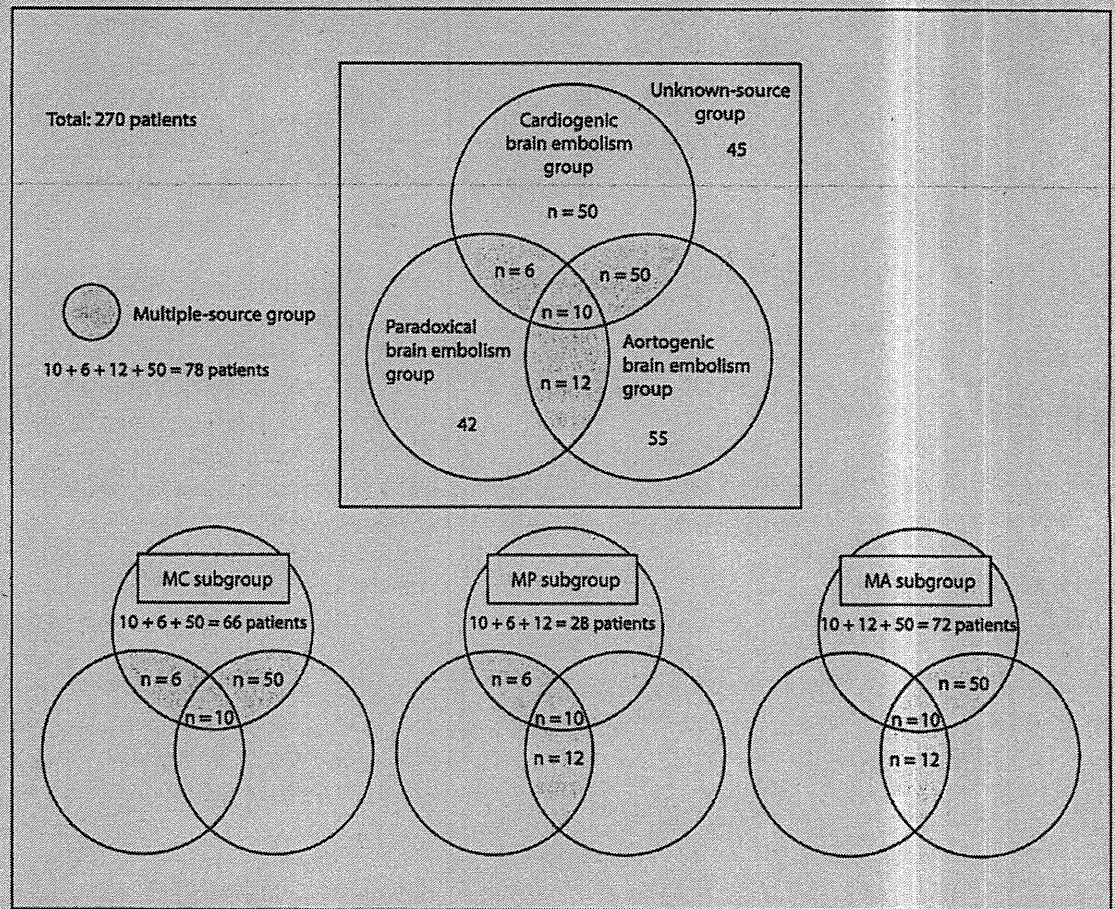 Total: 270 patients
Unknown-source
group
45
Cardiogenic
brain embolism
group
n = 50
n = 6
n = 50
n = 10
Multiple-source group
10 + 6 + 12 + 50 = 78 patients
Paradoxical
brain embolism
group
42
n = 12
Aortogenic
brain embolism
group
55
MC subgroup
10 + 6 + 50 = 66 patients
n = 6
n = 50
n = 10
MP subgroup
10 + 6 + 12 = 28 patients
n = 6
n = 10
n = 12
MA subgroup
10 + 12 + 50 = 72 patients
n = 50
n = 10
n = 12